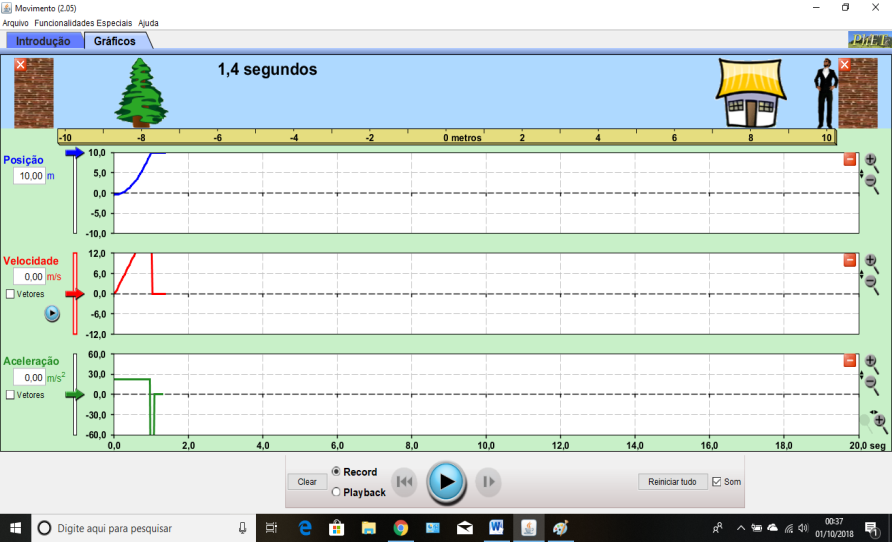 Movimento (2.05)
Arquivo Funcionalidades Especiais Ajuda
Introdução Gráficos
PhET
1,4 segundos
-10 -8 -6 -4 -2 0 metros 2 4 6 8 10
Posição
10,00 m
10,0
5,0
0,0
-5,0
-10,0
Velocidade
0,00 m/s
Vetores
12,0
6,0
0,0
-6,0
-12,0
Aceleração
0,00 m/s²
Vetores
60,0
30,0
0,0
-30,0
-60,0
0,0 2,0 4,0 6,0 8,0 10,0 12,0 14,0 16,0 18,0 20,0 seg
Clear
Record
Playback
Reiniciar tudo
Som
Digite aqui para pesquisar
00:37
01/10/2018